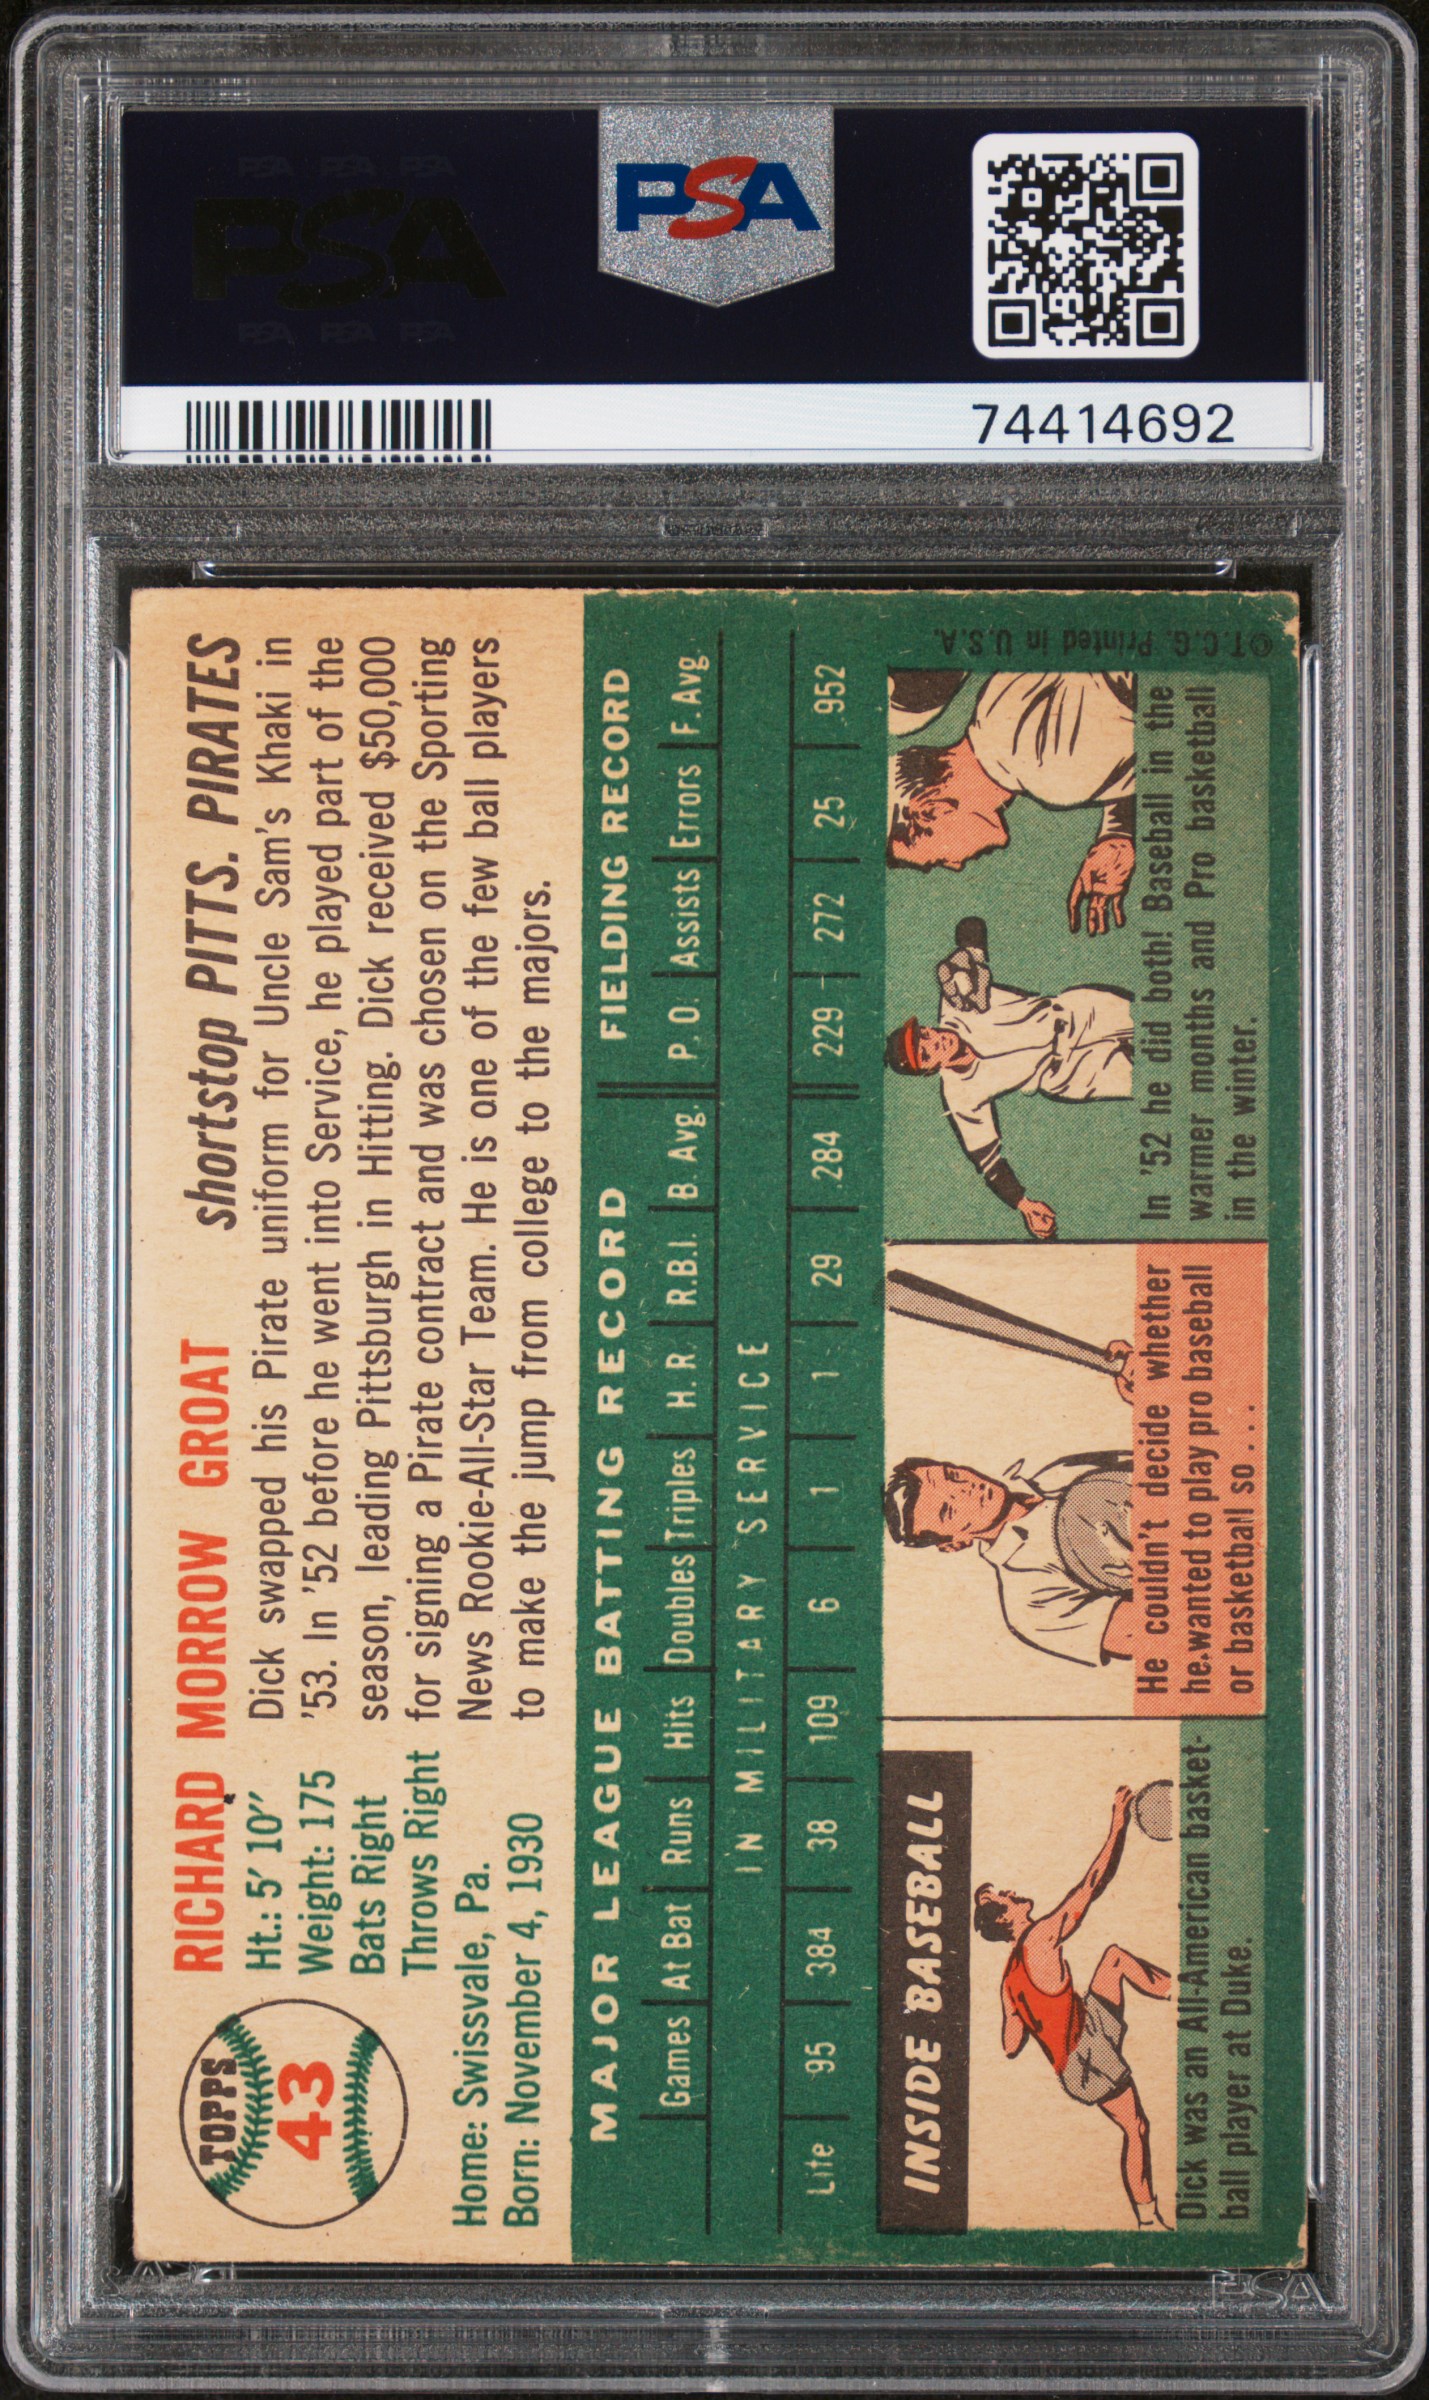 PSA PSA PSA
PSA
PSA PSA PSA
PSA
74414692
TOPPS
43
RICHARD MORROW GROAT
shortstop PITTS. PIRATES
Ht.: 5' 10"
Weight: 175
Bats Right
Throws Right
Home: Swissvale, Pa.
Born: November 4, 1930
Dick swapped his Pirate uniform for Uncle Sam's Khaki in
'53. In '52 before he went into Service, he played part of the
season, leading Pittsburgh in Hitting. Dick received $50,000
for signing a Pirate contract and was chosen on the Sporting
News Rookie-All-Star Team. He is one of the few ball players
to make the jump from college to the majors.
MAJOR LEAGUE BATTING RECORD FIELDING RECORD
Games At Bat Runs Hits Doubles Triples H.R. R.B.I. B. Avg. P.O. Assists Errors F. Avg.
IN MILITARY SERVICE
Life 95 384 38 109 6 1 1 29 .284 229 272 25 .952
INSIDE BASEBALL
Dick was an All-American basket-
ball player at Duke.
He couldn't decide whether
he wanted to play pro baseball
or basketball so...
In '52 he did both! Baseball in the
warmer months and Pro basketball
in the winter.
©T.C.G. Printed in U.S.A.
PSA